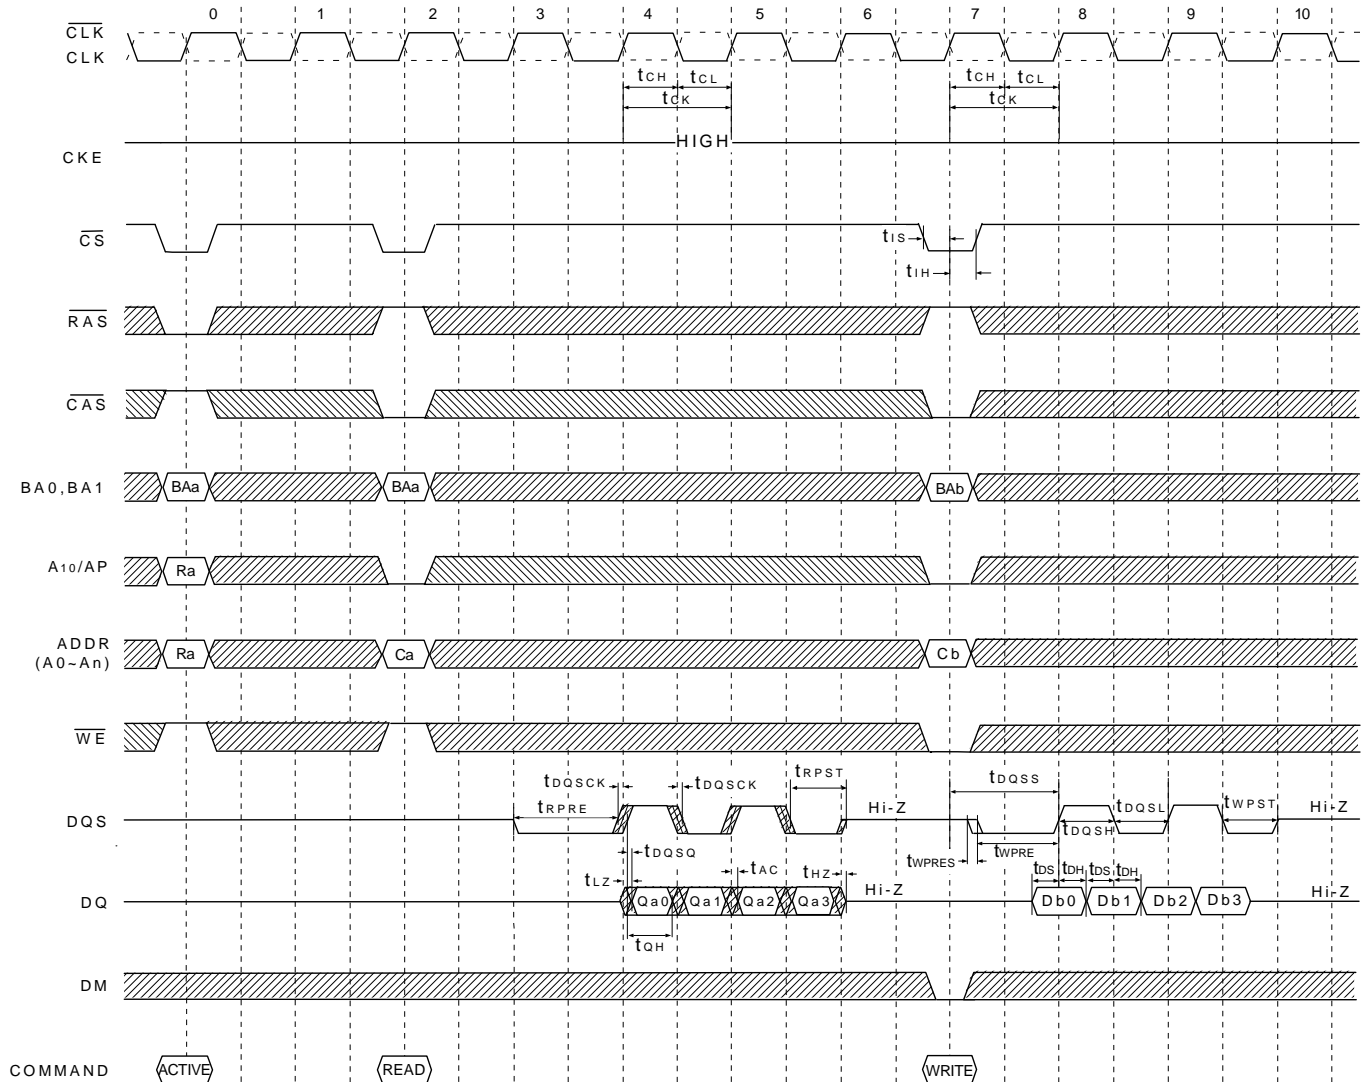 0 1 2 3 4 5 6 7 8 9 10
CLK
CLK
tCH tCL tCH tCL
tCK tCK
HIGH
CKE
CS
tIS
tIH
RAS
CAS
BA0,BA1 BAa BAa BAb
A10/AP Ra
ADDR
(A0~An) Ra Ca Cb
WE
tDQSCK tDQSCK tRPST tDQSS
tRPRE Hi-Z tDQSL tWPST Hi-Z
DQS
tDQSH
tDQSQ tWPRES tWPRE
tLZ tAC tHZ tDS tDH tDS tDH
DQ Qa0 Qa1 Qa2 Qa3 Hi-Z Db0 Db1 Db2 Db3 Hi-Z
tQH
DM
COMMAND ACTIVE READ WRITE